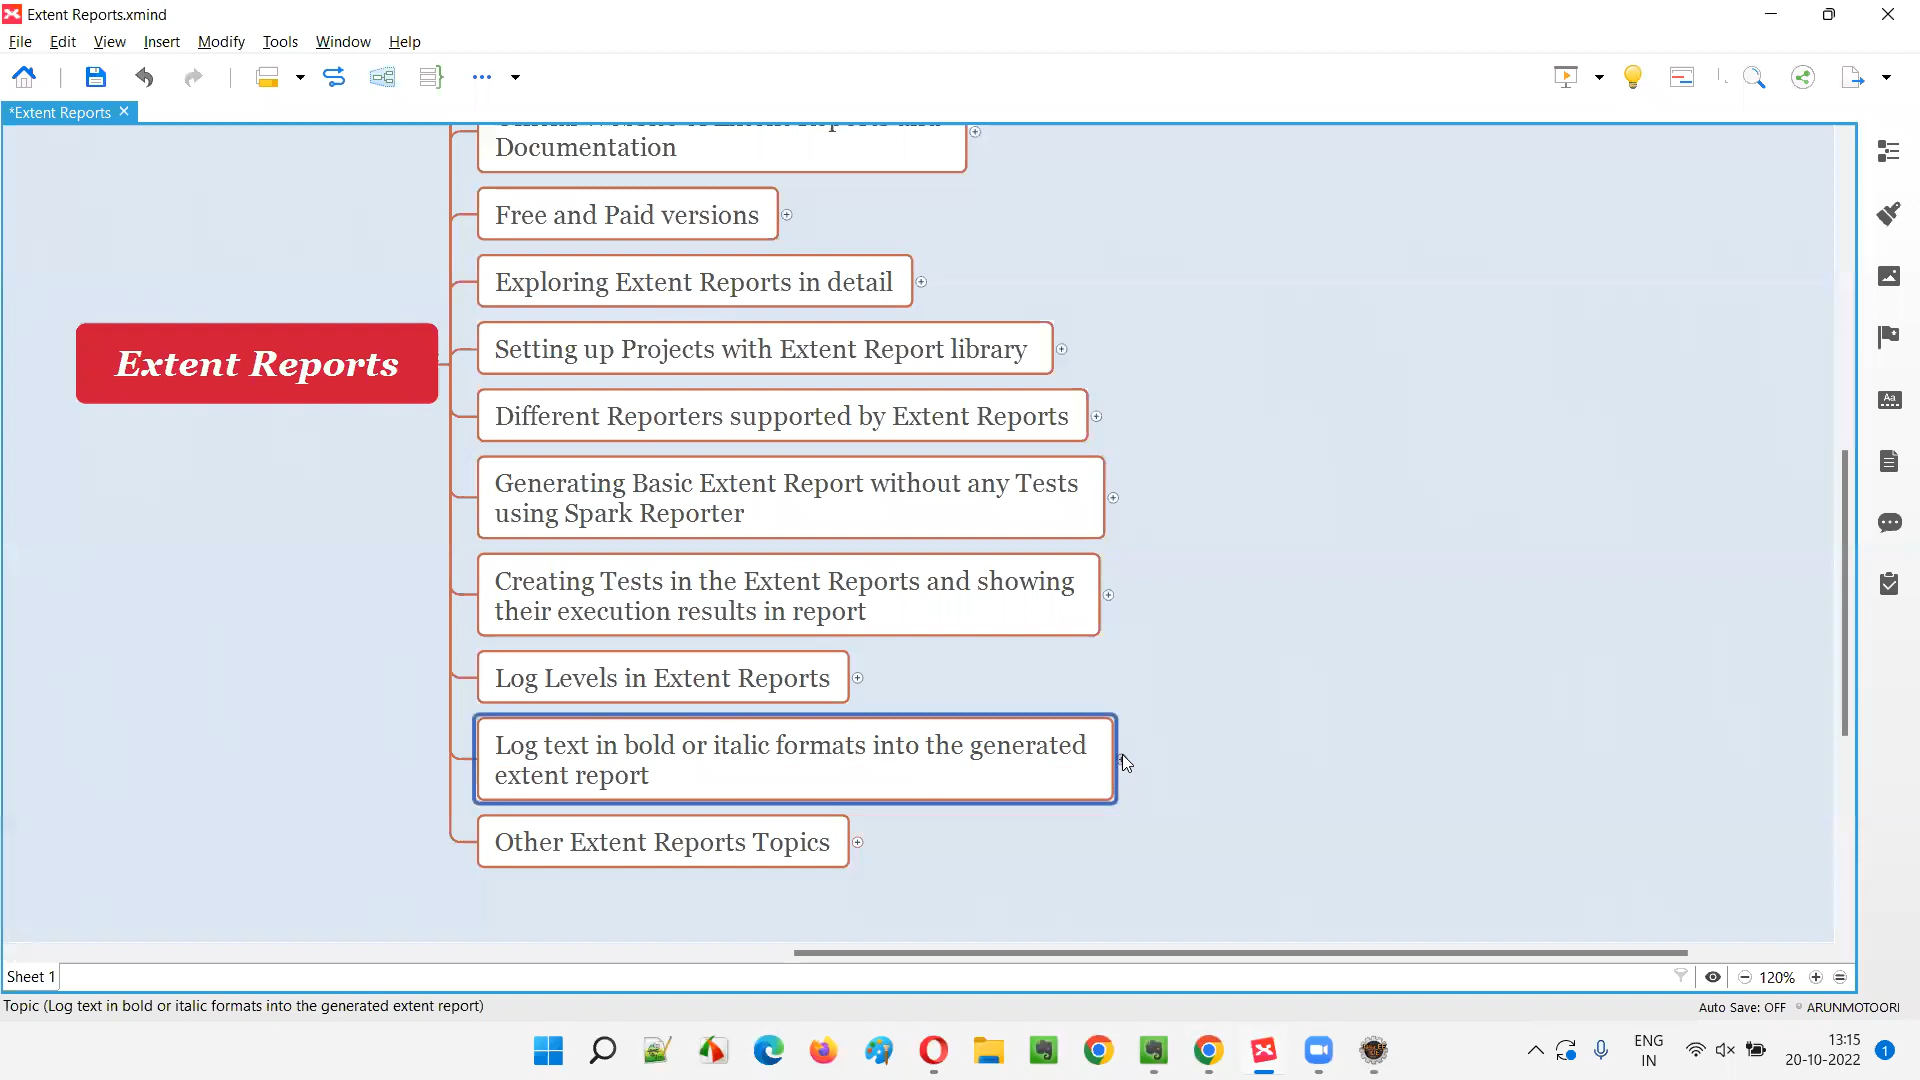 Extent Reports.xmind
File Edit View Insert Modify Tools Window Help
*Extent Reports
Documentation
Free and Paid versions
Exploring Extent Reports in detail
Extent Reports
Setting up Projects with Extent Report library
Different Reporters supported by Extent Reports
Generating Basic Extent Report without any Tests
using Spark Reporter
Creating Tests in the Extent Reports and showing
their execution results in report
Log Levels in Extent Reports
Log text in bold or italic formats into the generated
extent report
Other Extent Reports Topics
Sheet 1
120%
Topic (Log text in bold or italic formats into the generated extent report)
Auto Save: OFF
ARUNMOTOORI
ENG
IN
13:15
20-10-2022
1